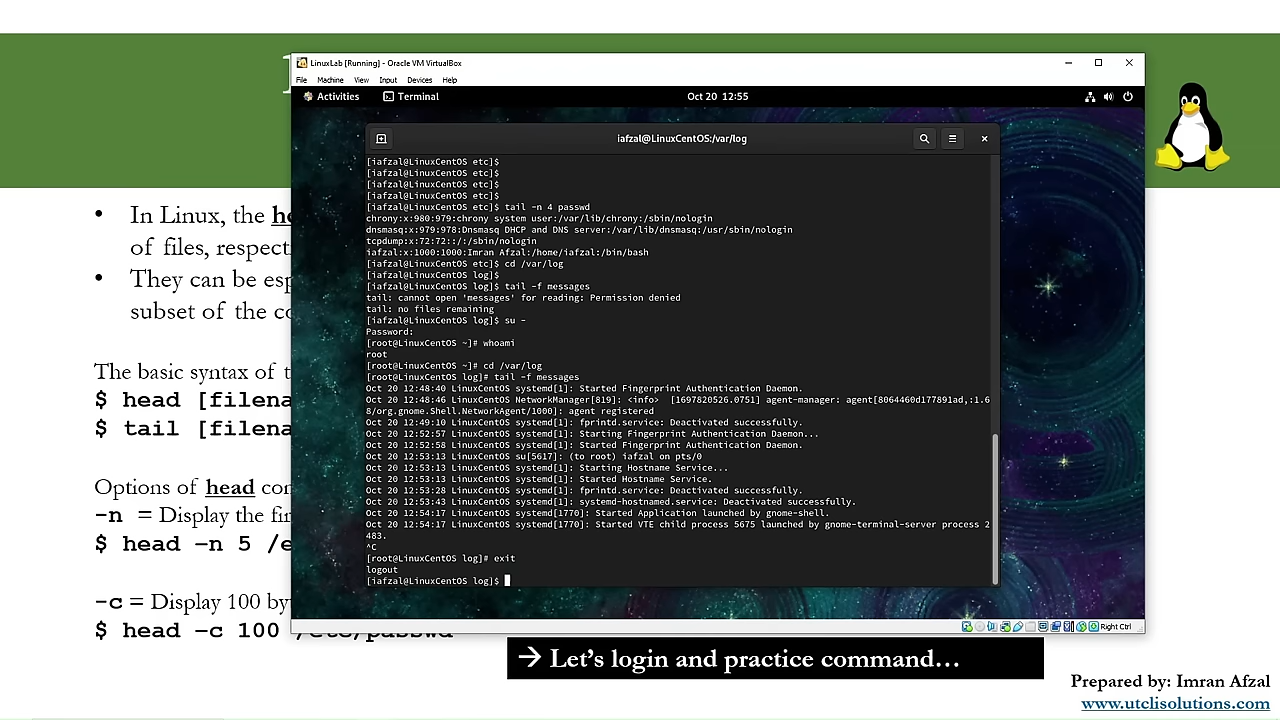 LinuxLab [Running] - Oracle VM VirtualBox
File Machine View Input Devices Help
Activities Terminal Oct 20 12:55
iafzal@LinuxCentOS:/var/log
[iafzal@LinuxCentOS etc]$
[iafzal@LinuxCentOS etc]$
[iafzal@LinuxCentOS etc]$
[iafzal@LinuxCentOS etc]$
[iafzal@LinuxCentOS etc]$ tail -n 4 passwd
chrony:x:980:979:chrony system user:/var/lib/chrony:/sbin/nologin
dnsmasq:x:979:978:Dnsmasq DHCP and DNS server:/var/lib/dnsmasq:/usr/sbin/nologin
tcpdump:x:72:72::/:/sbin/nologin
iafzal:x:1000:1000:Imran Afzal:/home/iafzal:/bin/bash
[iafzal@LinuxCentOS etc]$ cd /var/log
[iafzal@LinuxCentOS log]$
[iafzal@LinuxCentOS log]$ tail -f messages
tail: cannot open 'messages' for reading: Permission denied
tail: no files remaining
[iafzal@LinuxCentOS log]$ su -
Password:
[root@LinuxCentOS ~]# whoami
root
[root@LinuxCentOS ~]# cd /var/log
[root@LinuxCentOS log]# tail -f messages
Oct 20 12:48:40 LinuxCentOS systemd[1]: Started Fingerprint Authentication Daemon.
Oct 20 12:48:46 LinuxCentOS NetworkManager[819]: <info>  [1697820526.0751] agent-manager: agent[8064460d177891ad,:1.6
8/org.gnome.Shell.NetworkAgent/1000]: agent registered
Oct 20 12:49:10 LinuxCentOS systemd[1]: fprintd.service: Deactivated successfully.
Oct 20 12:52:57 LinuxCentOS systemd[1]: Starting Fingerprint Authentication Daemon...
Oct 20 12:52:58 LinuxCentOS systemd[1]: Started Fingerprint Authentication Daemon.
Oct 20 12:53:13 LinuxCentOS su[5617]: (to root) iafzal on pts/0
Oct 20 12:53:13 LinuxCentOS systemd[1]: Starting Hostname Service...
Oct 20 12:53:13 LinuxCentOS systemd[1]: Started Hostname Service.
Oct 20 12:53:28 LinuxCentOS systemd[1]: fprintd.service: Deactivated successfully.
Oct 20 12:53:43 LinuxCentOS systemd[1]: systemd-hostnamed.service: Deactivated successfully.
Oct 20 12:54:17 LinuxCentOS systemd[1770]: Started Application launched by gnome-shell.
Oct 20 12:54:17 LinuxCentOS systemd[1770]: Started VTE child process 5675 launched by gnome-terminal-server process 2
483.
^C
[root@LinuxCentOS log]# exit
logout
[iafzal@LinuxCentOS log]$
Right Ctrl
• In Linux, the he
of files, respect
• They can be esp
subset of the co
The basic syntax of t
$ head [filena
$ tail [filena
Options of head con
-n = Display the fir
$ head –n 5 /e
-c = Display 100 by
$ head –c 100 /etc/passwd
→ Let's login and practice command…
Prepared by: Imran Afzal
www.utclisolutions.com